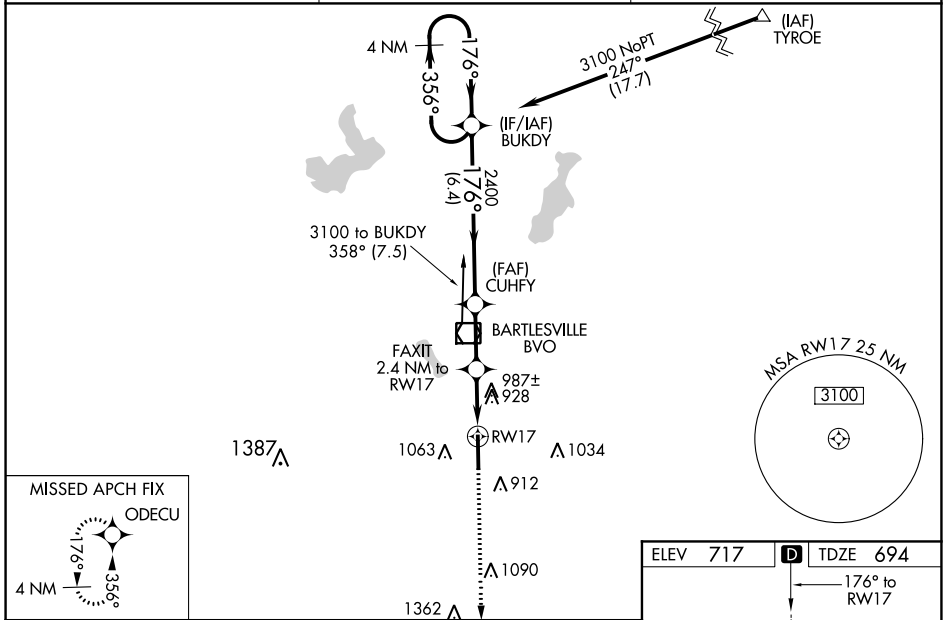 (IAF)
TYROE
4 NM
176°
356°
3100 NoPT
247°
(17.7)
(IF/IAF)
BUKDY
2400
176°
(6.4)
3100 to BUKDY
358° (7.5)
(FAF)
CUHFY
BARTLESVILLE
BVO
FAXIT
2.4 NM to
RW17
987±
928
RW17
1387
1063
1034
912
1090
1362
MSA RW17 25 NM
3100
MISSED APCH FIX
ODECU
176°
356°
4 NM
ELEV 717 D TDZE 694
176° to
RW17